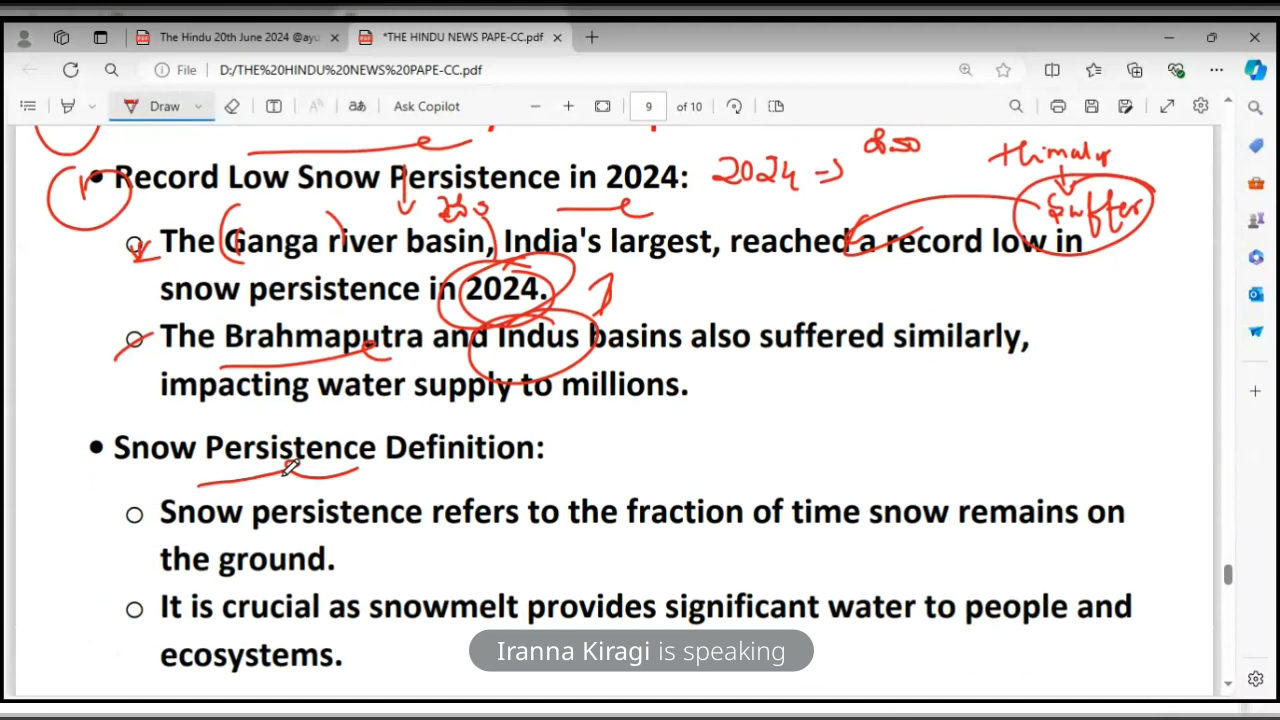 The Hindu 20th June 2024 @ayu
*THE HINDU NEWS PAPE-CC.pdf
File D:/THE%20HINDU%20NEWS%20PAPE-CC.pdf
Draw Ask Copilot 9 of 10
• Record Low Snow Persistence in 2024: 2024 ⇒
suffer
○ The Ganga river basin, India's largest, reached a record low in
snow persistence in 2024.
○ The Brahmaputra and Indus basins also suffered similarly,
impacting water supply to millions.
• Snow Persistence Definition:
○ Snow persistence refers to the fraction of time snow remains on
the ground.
○ It is crucial as snowmelt provides significant water to people and
ecosystems.
Iranna Kiragi is speaking